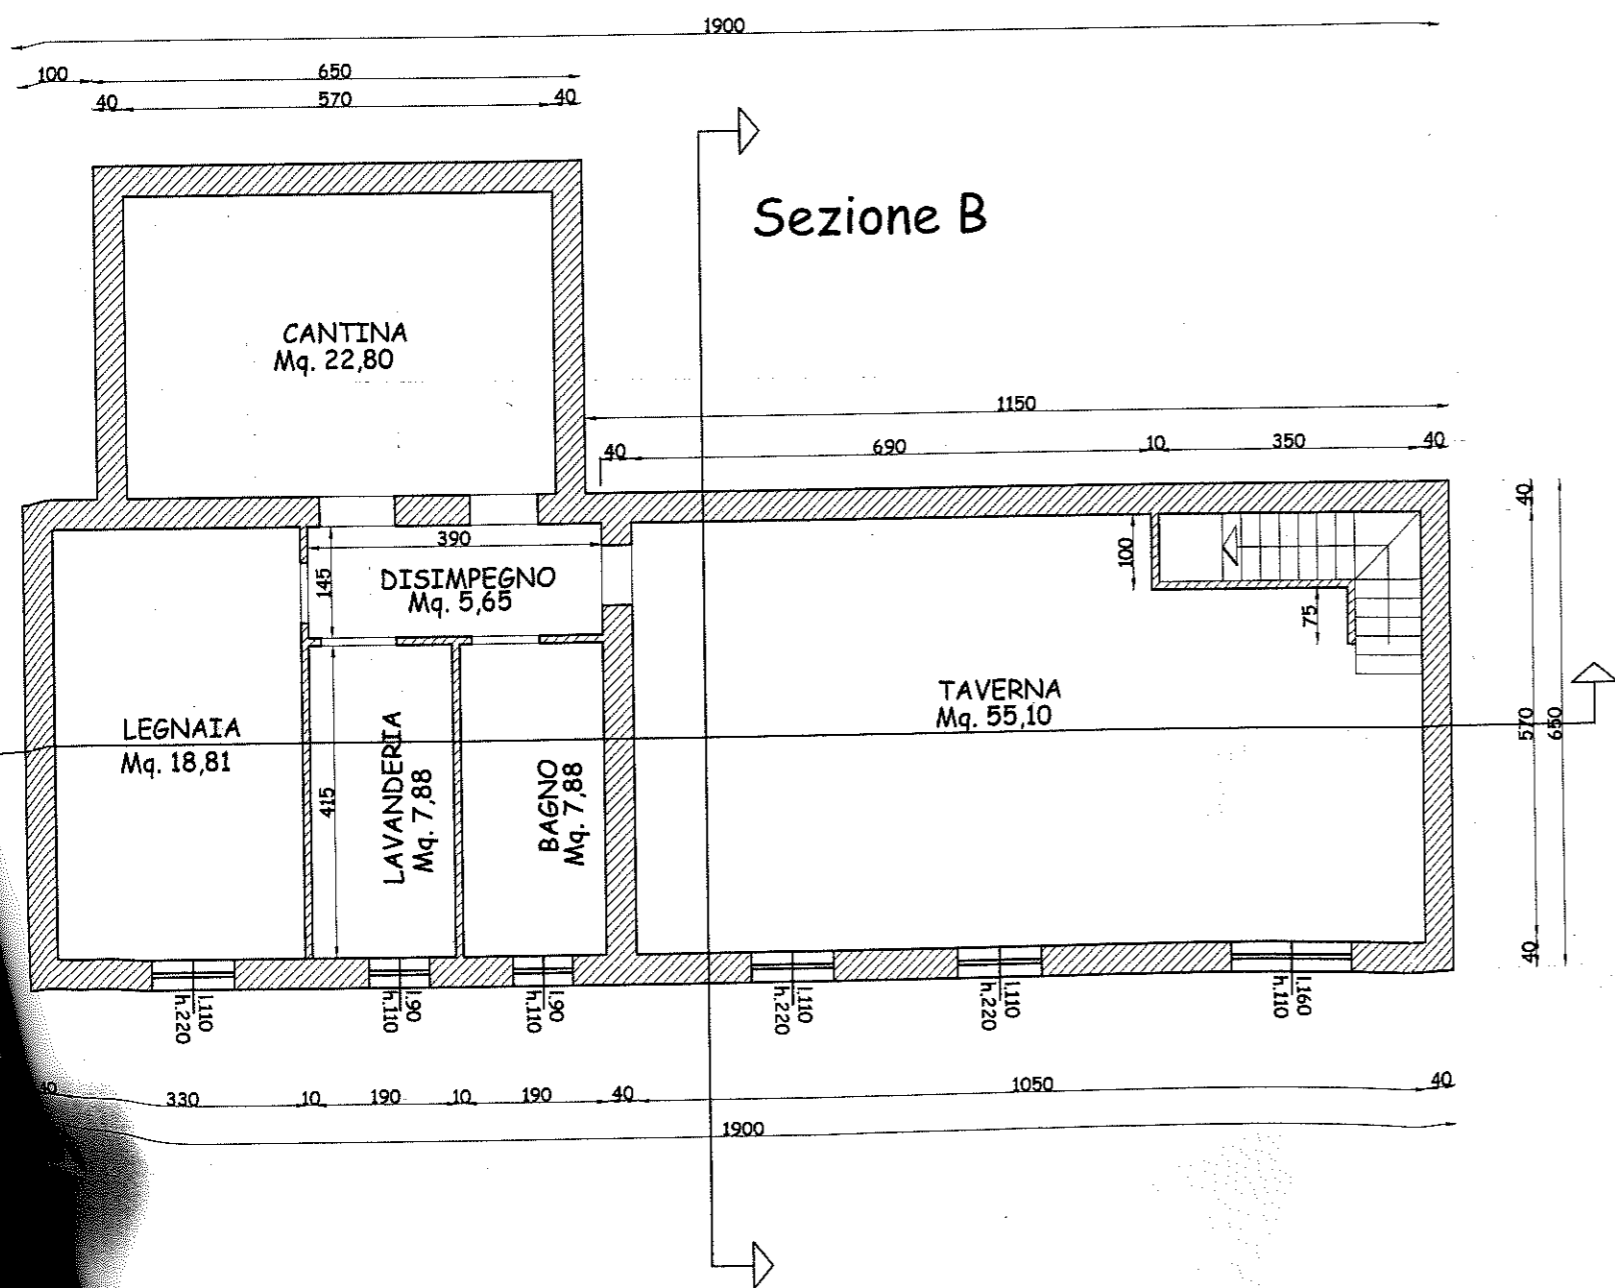 1900
100
650
40
570
40
Sezione B
CANTINA
Mq. 22,80
1150
40
690
10
350
40
390
145
DISIMPEGNO
Mq. 5,65
100
75
40
570
650
40
LEGNAIA
Mq. 18,81
415
LAVANDERIA
Mq. 7,88
BAGNO
Mq. 7,88
TAVERNA
Mq. 55,10
l.110
h.220
l.90
h.110
l.90
h.110
l.110
h.220
l.110
h.220
l.160
h.110
40
330
10
190
10
190
40
1050
40
1900